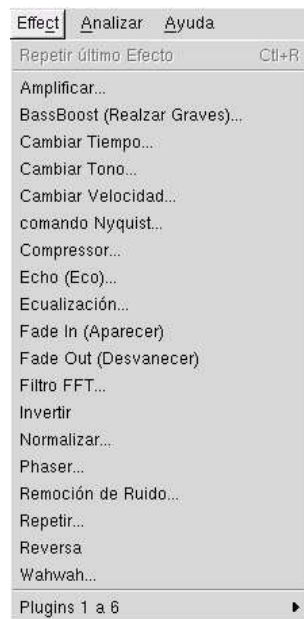 Effect Analizar Ayuda
Repetir último Efecto Ctl+R
Amplificar...
BassBoost (Realzar Graves)...
Cambiar Tiempo...
Cambiar Tono...
Cambiar Velocidad...
comando Nyquist...
Compressor...
Echo (Eco)...
Ecualización...
Fade In (Aparecer)
Fade Out (Desvanecer)
Filtro FFT...
Invertir
Normalizar...
Phaser...
Remoción de Ruido...
Repetir...
Reversa
Wahwah...
Plugins 1 a 6